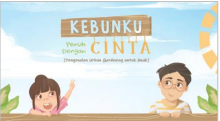 KEBUNKU
Penuh
Dengan
CINTA
(Pengenalan Urban Gardening untuk Anak)